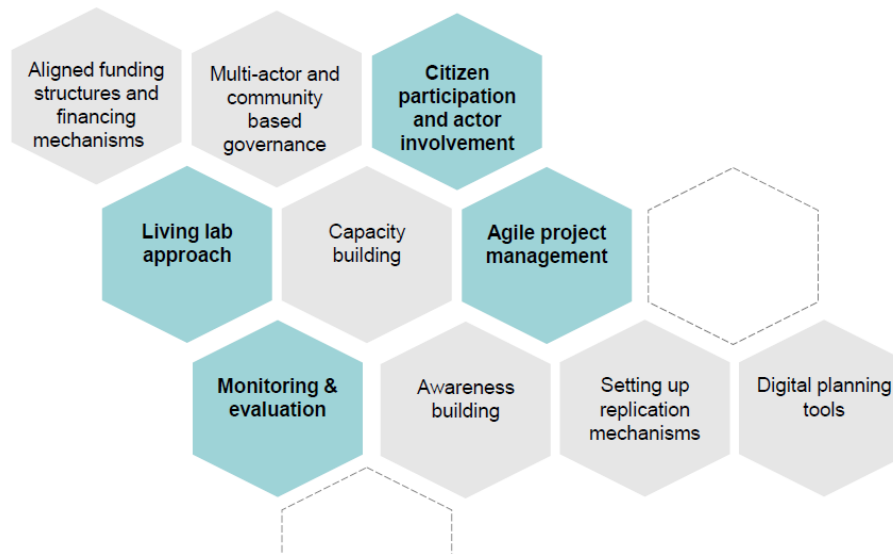 Aligned funding
structures and
financing
mechanisms
Multi-actor and
community
based
governance
Citizen
participation
and actor
involvement
Living lab
approach
Capacity
building
Agile project
management
Monitoring &
evaluation
Awareness
building
Setting up
replication
mechanisms
Digital planning
tools